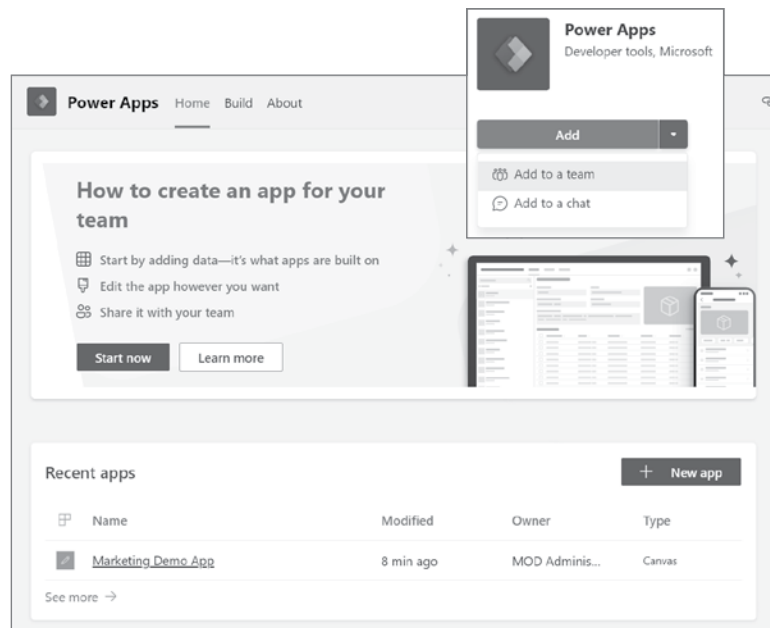 Power Apps
Developer tools, Microsoft
Add
Add to a team
Add to a chat
Power Apps Home Build About
How to create an app for your
team
Start by adding data—it's what apps are built on
Edit the app however you want
Share it with your team
Start now Learn more
Recent apps + New app
Name Modified Owner Type
Marketing Demo App 8 min ago MOD Adminis... Canvas
See more →